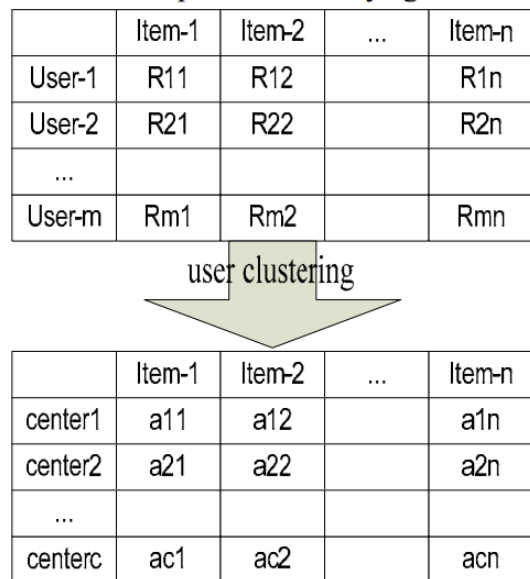 Item-1 Item-2 ... Item-n
User-1 R11 R12 R1n
User-2 R21 R22 R2n
...
User-m Rm1 Rm2 Rmn
user clustering
Item-1 Item-2 ... Item-n
center1 a11 a12 a1n
center2 a21 a22 a2n
...
centerc ac1 ac2 acn